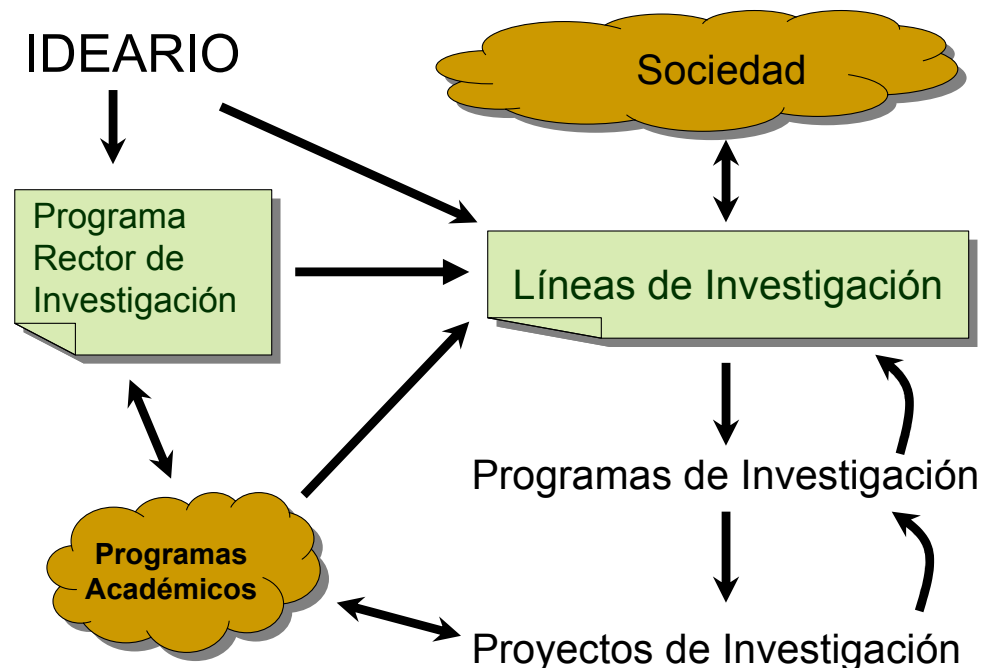 IDEARIO
Sociedad
Programa
Rector de
Investigación
Líneas de Investigación
Programas de Investigación
Programas
Académicos
Proyectos de Investigación